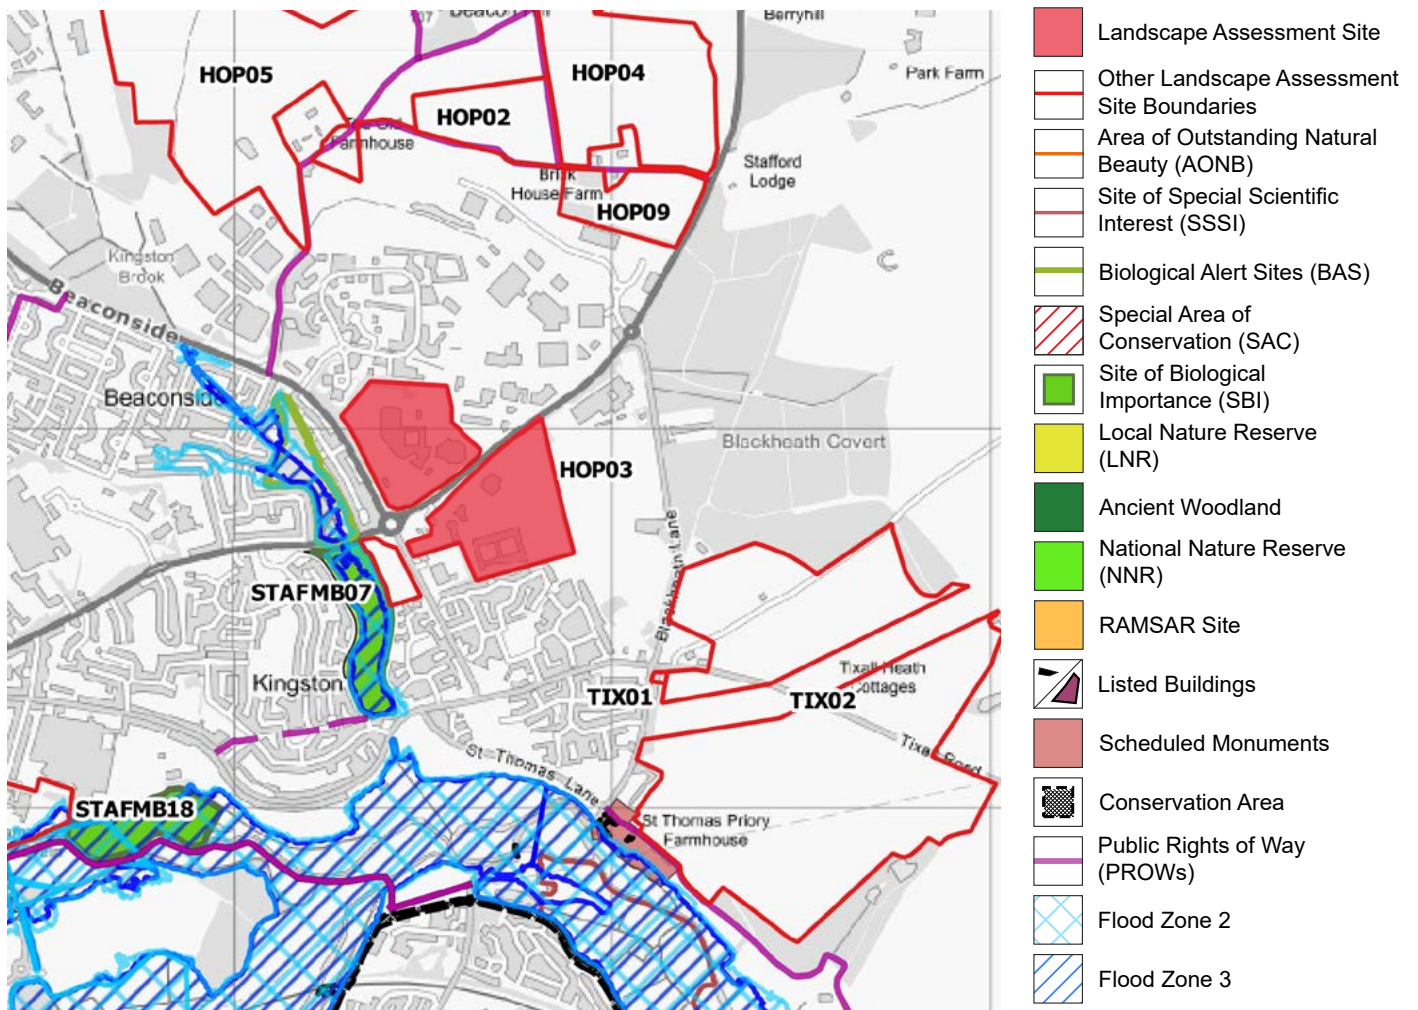 Beacon Hill
Berryhill
HOP05
HOP04
Park Farm
HOP02
The Old
Farmhouse
Stafford
Lodge
Brick
House Farm
HOP09
Kingston
Brook
Beaconside
Beaconside
Blackheath Covert
HOP03
Blackheath Lane
STAFMB07
Kingston
TIX01
Tixall Heath
Cottages
TIX02
Tixall Road
St Thomas Lane
STAFMB18
St Thomas Priory
Farmhouse
Landscape Assessment Site
Other Landscape Assessment
Site Boundaries
Area of Outstanding Natural
Beauty (AONB)
Site of Special Scientific
Interest (SSSI)
Biological Alert Sites (BAS)
Special Area of
Conservation (SAC)
Site of Biological
Importance (SBI)
Local Nature Reserve
(LNR)
Ancient Woodland
National Nature Reserve
(NNR)
RAMSAR Site
Listed Buildings
Scheduled Monuments
Conservation Area
Public Rights of Way
(PROWs)
Flood Zone 2
Flood Zone 3